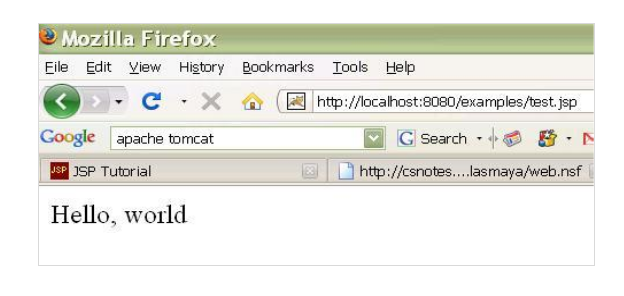 Mozilla Firefox
File Edit View History Bookmarks Tools Help
http://localhost:8080/examples/test.jsp
Google apache tomcat G Search
JSP JSP Tutorial http://csnotes....lasmaya/web.nsf
Hello, world